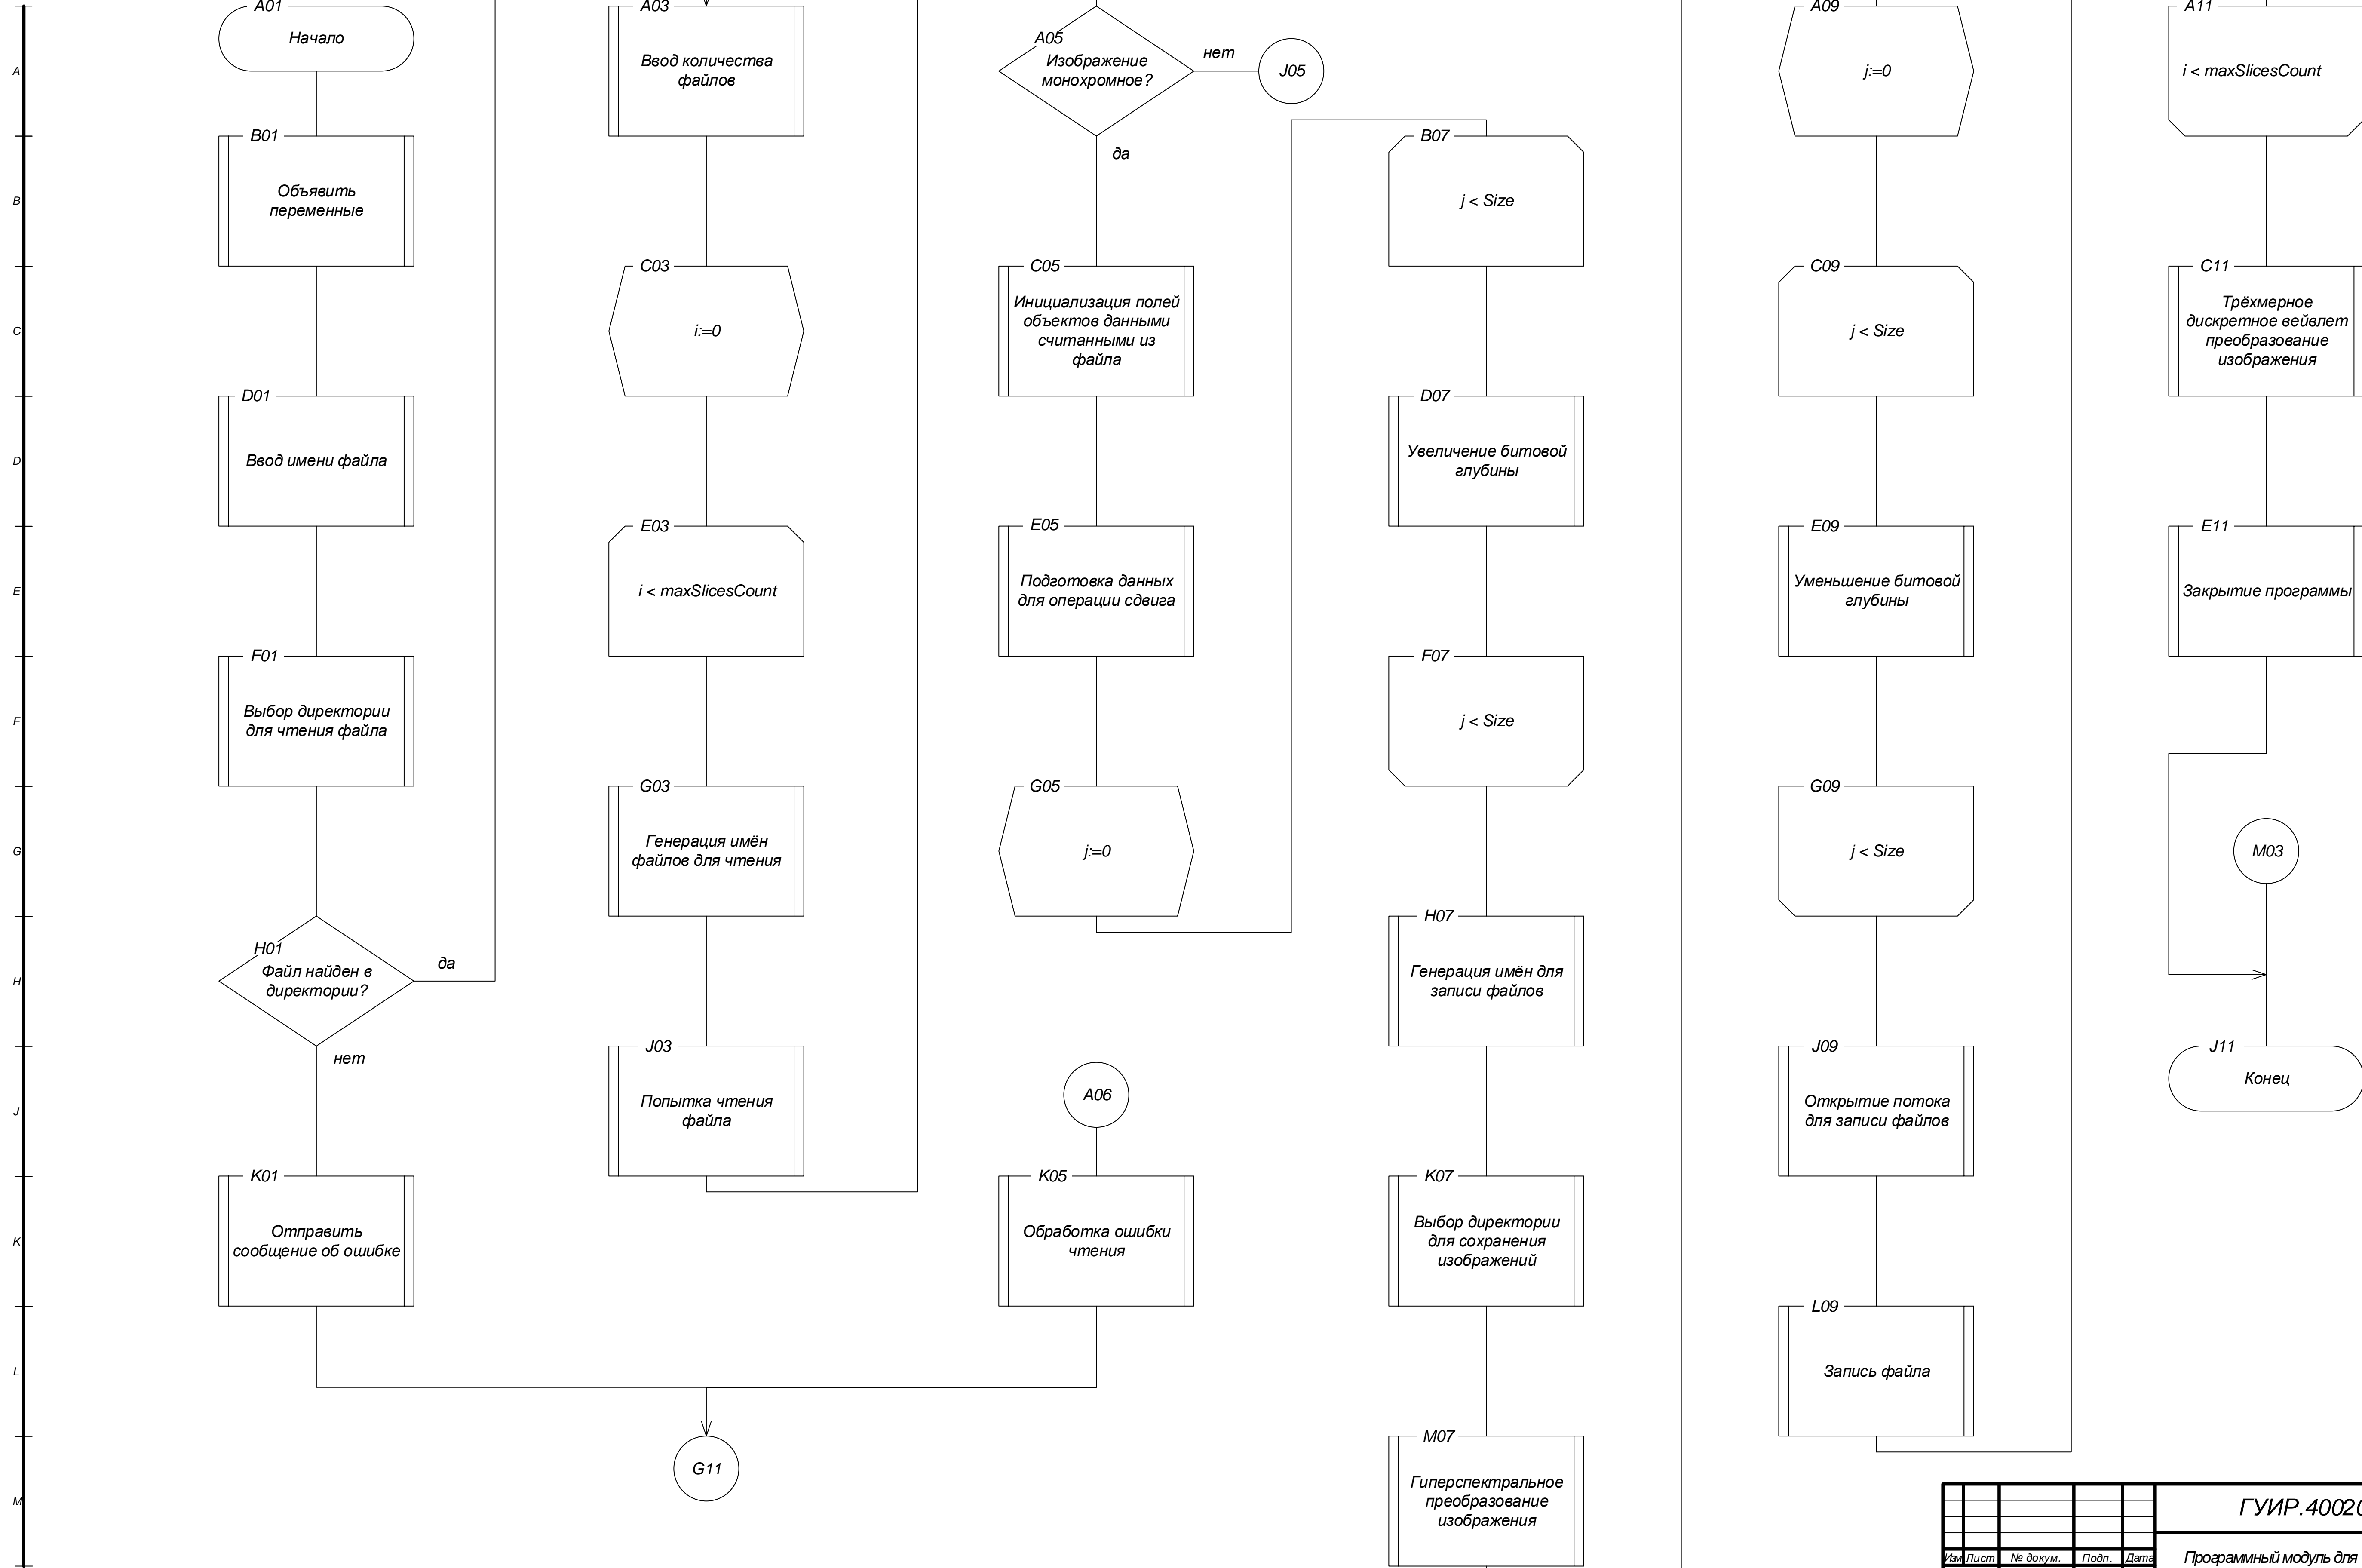 A
B
C
D
E
F
G
H
J
K
L
M
A01
Начало
B01
Объявить
переменные
D01
Ввод имени файла
F01
Выбор директории
для чтения файла
H01
Файл найден в
директории?
да
нет
K01
Отправить
сообщение об ошибке
A03
Ввод количества
файлов
C03
i:=0
E03
i < maxSlicesCount
G03
Генерация имён
файлов для чтения
J03
Попытка чтения
файла
G11
A05
Изображение
монохромное?
нет
J05
да
C05
Инициализация полей
объектов данными
считанными из
файла
E05
Подготовка данных
для операции сдвига
G05
j:=0
A06
K05
Обработка ошибки
чтения
B07
j < Size
D07
Увеличение битовой
глубины
F07
j < Size
H07
Генерация имён для
записи файлов
K07
Выбор директории
для сохранения
изображений
M07
Гиперспектральное
преобразование
изображения
A09
j:=0
C09
j < Size
E09
Уменьшение битовой
глубины
G09
j < Size
J09
Открытие потока
для записи файлов
L09
Запись файла
A11
i < maxSlicesCount
C11
Трёхмерное
дискретное вейвлет
преобразование
изображения
E11
Закрытие программы
M03
J11
Конец
ГУИР.40020
Изм Лист № докум. Подп. Дата
Программный модуль для